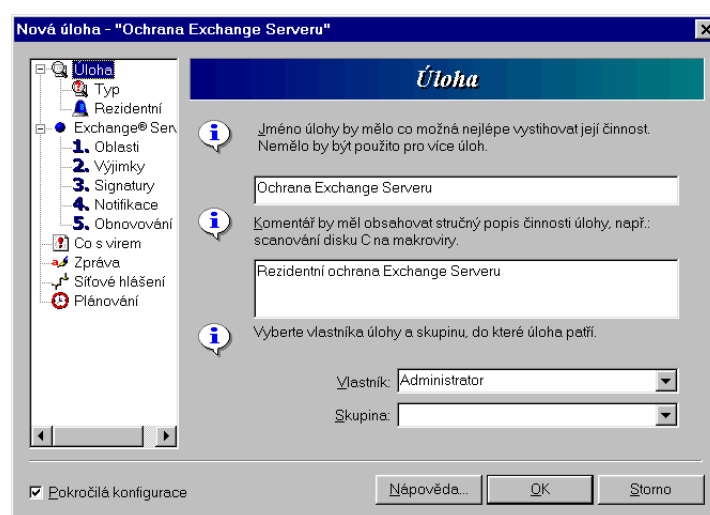 Nová úloha - "Ochrana Exchange Serveru"
Úloha
Typ
Rezidentní
Exchange® Serv
1. Oblasti
2. Výjimky
3. Signatury
4. Notifikace
5. Obnovování
Co s virem
Zpráva
Síťové hlášení
Plánování
Úloha
Jméno úlohy by mělo co možná nejlépe vystihovat její činnost.
Nemělo by být použito pro více úloh.
Ochrana Exchange Serveru
Komentář by měl obsahovat stručný popis činnosti úlohy, např.:
scanování disku C na makroviry.
Rezidentní ochrana Exchange Serveru
Vyberte vlastníka úlohy a skupinu, do které úloha patří.
Vlastník: Administrator
Skupina:
Pokročilá konfigurace
Nápověda... OK Storno